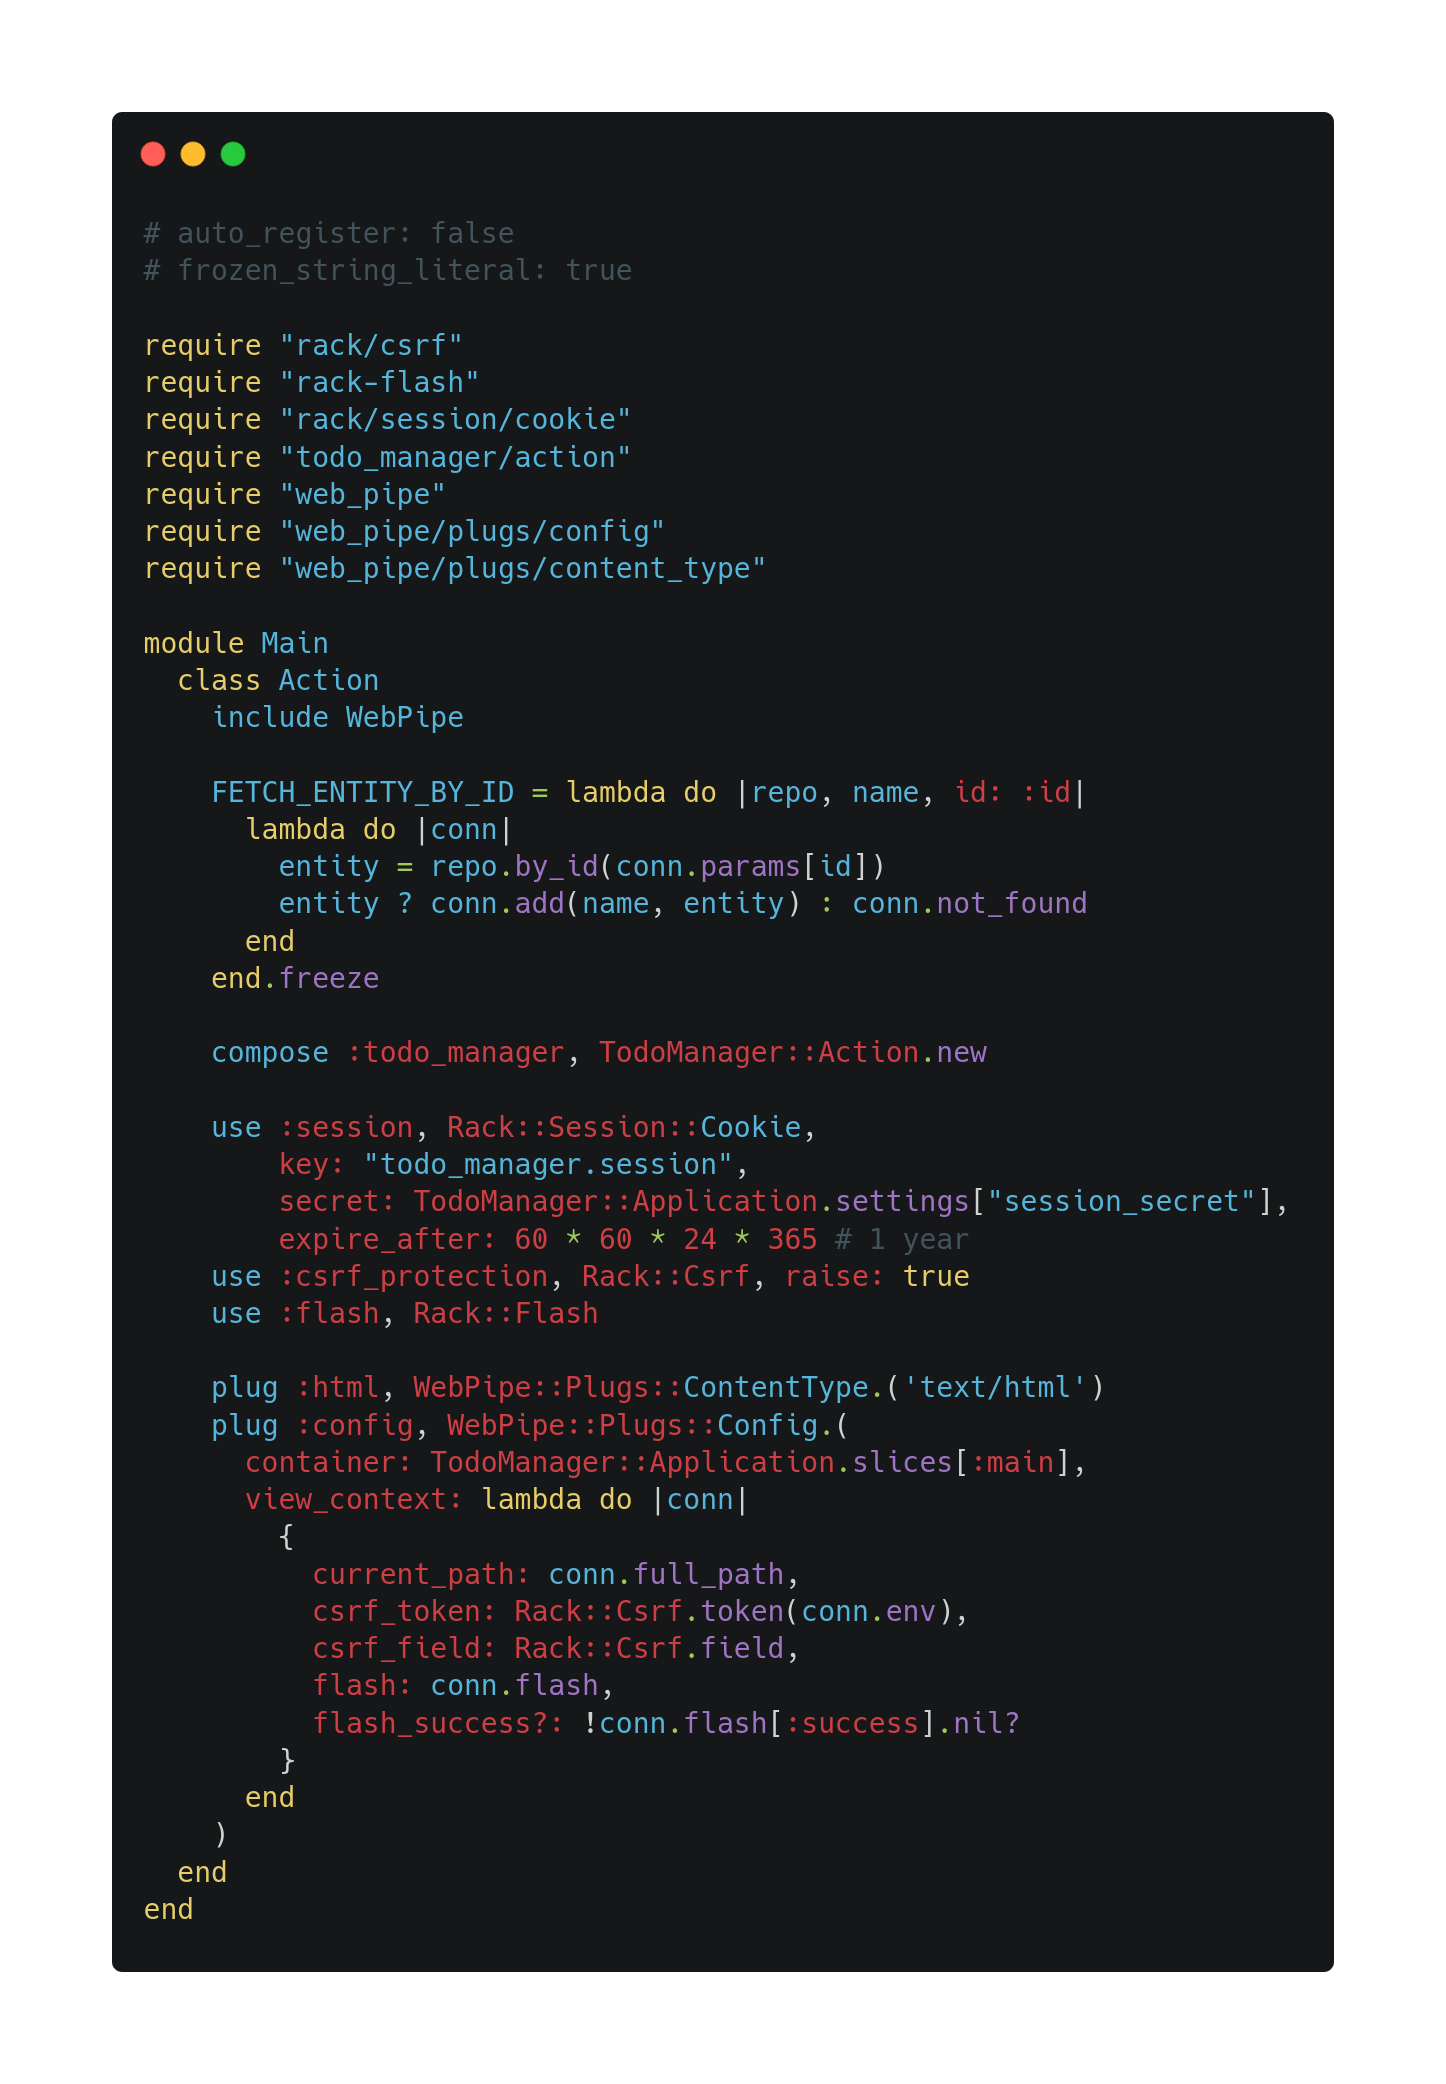 # auto_register: false
# frozen_string_literal: true

require "rack/csrf"
require "rack-flash"
require "rack/session/cookie"
require "todo_manager/action"
require "web_pipe"
require "web_pipe/plugs/config"
require "web_pipe/plugs/content_type"

module Main
  class Action
    include WebPipe

    FETCH_ENTITY_BY_ID = lambda do |repo, name, id: :id|
      lambda do |conn|
        entity = repo.by_id(conn.params[id])
        entity ? conn.add(name, entity) : conn.not_found
      end
    end.freeze

    compose :todo_manager, TodoManager::Action.new

    use :session, Rack::Session::Cookie,
        key: "todo_manager.session",
        secret: TodoManager::Application.settings["session_secret"],
        expire_after: 60 * 60 * 24 * 365 # 1 year
    use :csrf_protection, Rack::Csrf, raise: true
    use :flash, Rack::Flash

    plug :html, WebPipe::Plugs::ContentType.('text/html')
    plug :config, WebPipe::Plugs::Config.(
      container: TodoManager::Application.slices[:main],
      view_context: lambda do |conn|
        {
          current_path: conn.full_path,
          csrf_token: Rack::Csrf.token(conn.env),
          csrf_field: Rack::Csrf.field,
          flash: conn.flash,
          flash_success?: !conn.flash[:success].nil?
        }
      end
    )
  end
end